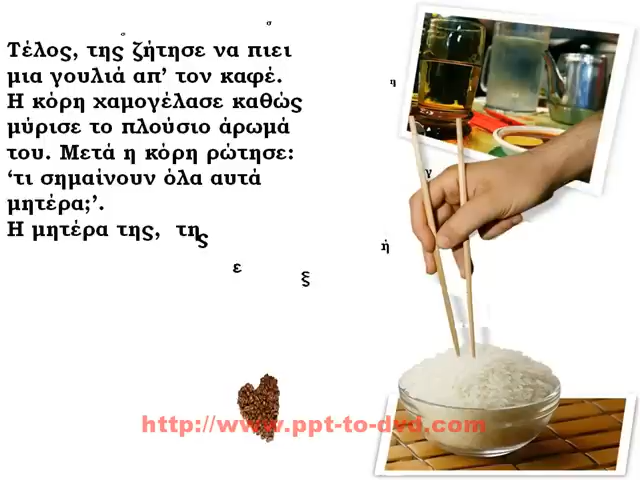 Τέλος, της ζήτησε να πιει
μια γουλιά απ’ τον καφέ.
Η κόρη χαμογέλασε καθώς
μύρισε το πλούσιο άρωμά
του. Μετά η κόρη ρώτησε:
‘τι σημαίνουν όλα αυτά
μητέρα;’.
Η μητέρα της, της
ε ξ ή γ η σ σ
http://www.ppt-to-dvd.com